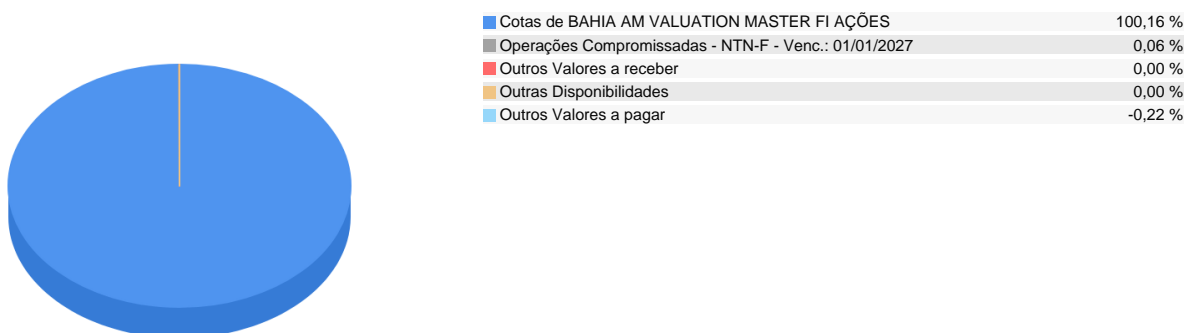 Cotas de BAHIA AM VALUATION MASTER FI AÇÕES 100,16 %
Operações Compromissadas - NTN-F - Venc.: 01/01/2027 0,06 %
Outros Valores a receber 0,00 %
Outras Disponibilidades 0,00 %
Outros Valores a pagar -0,22 %